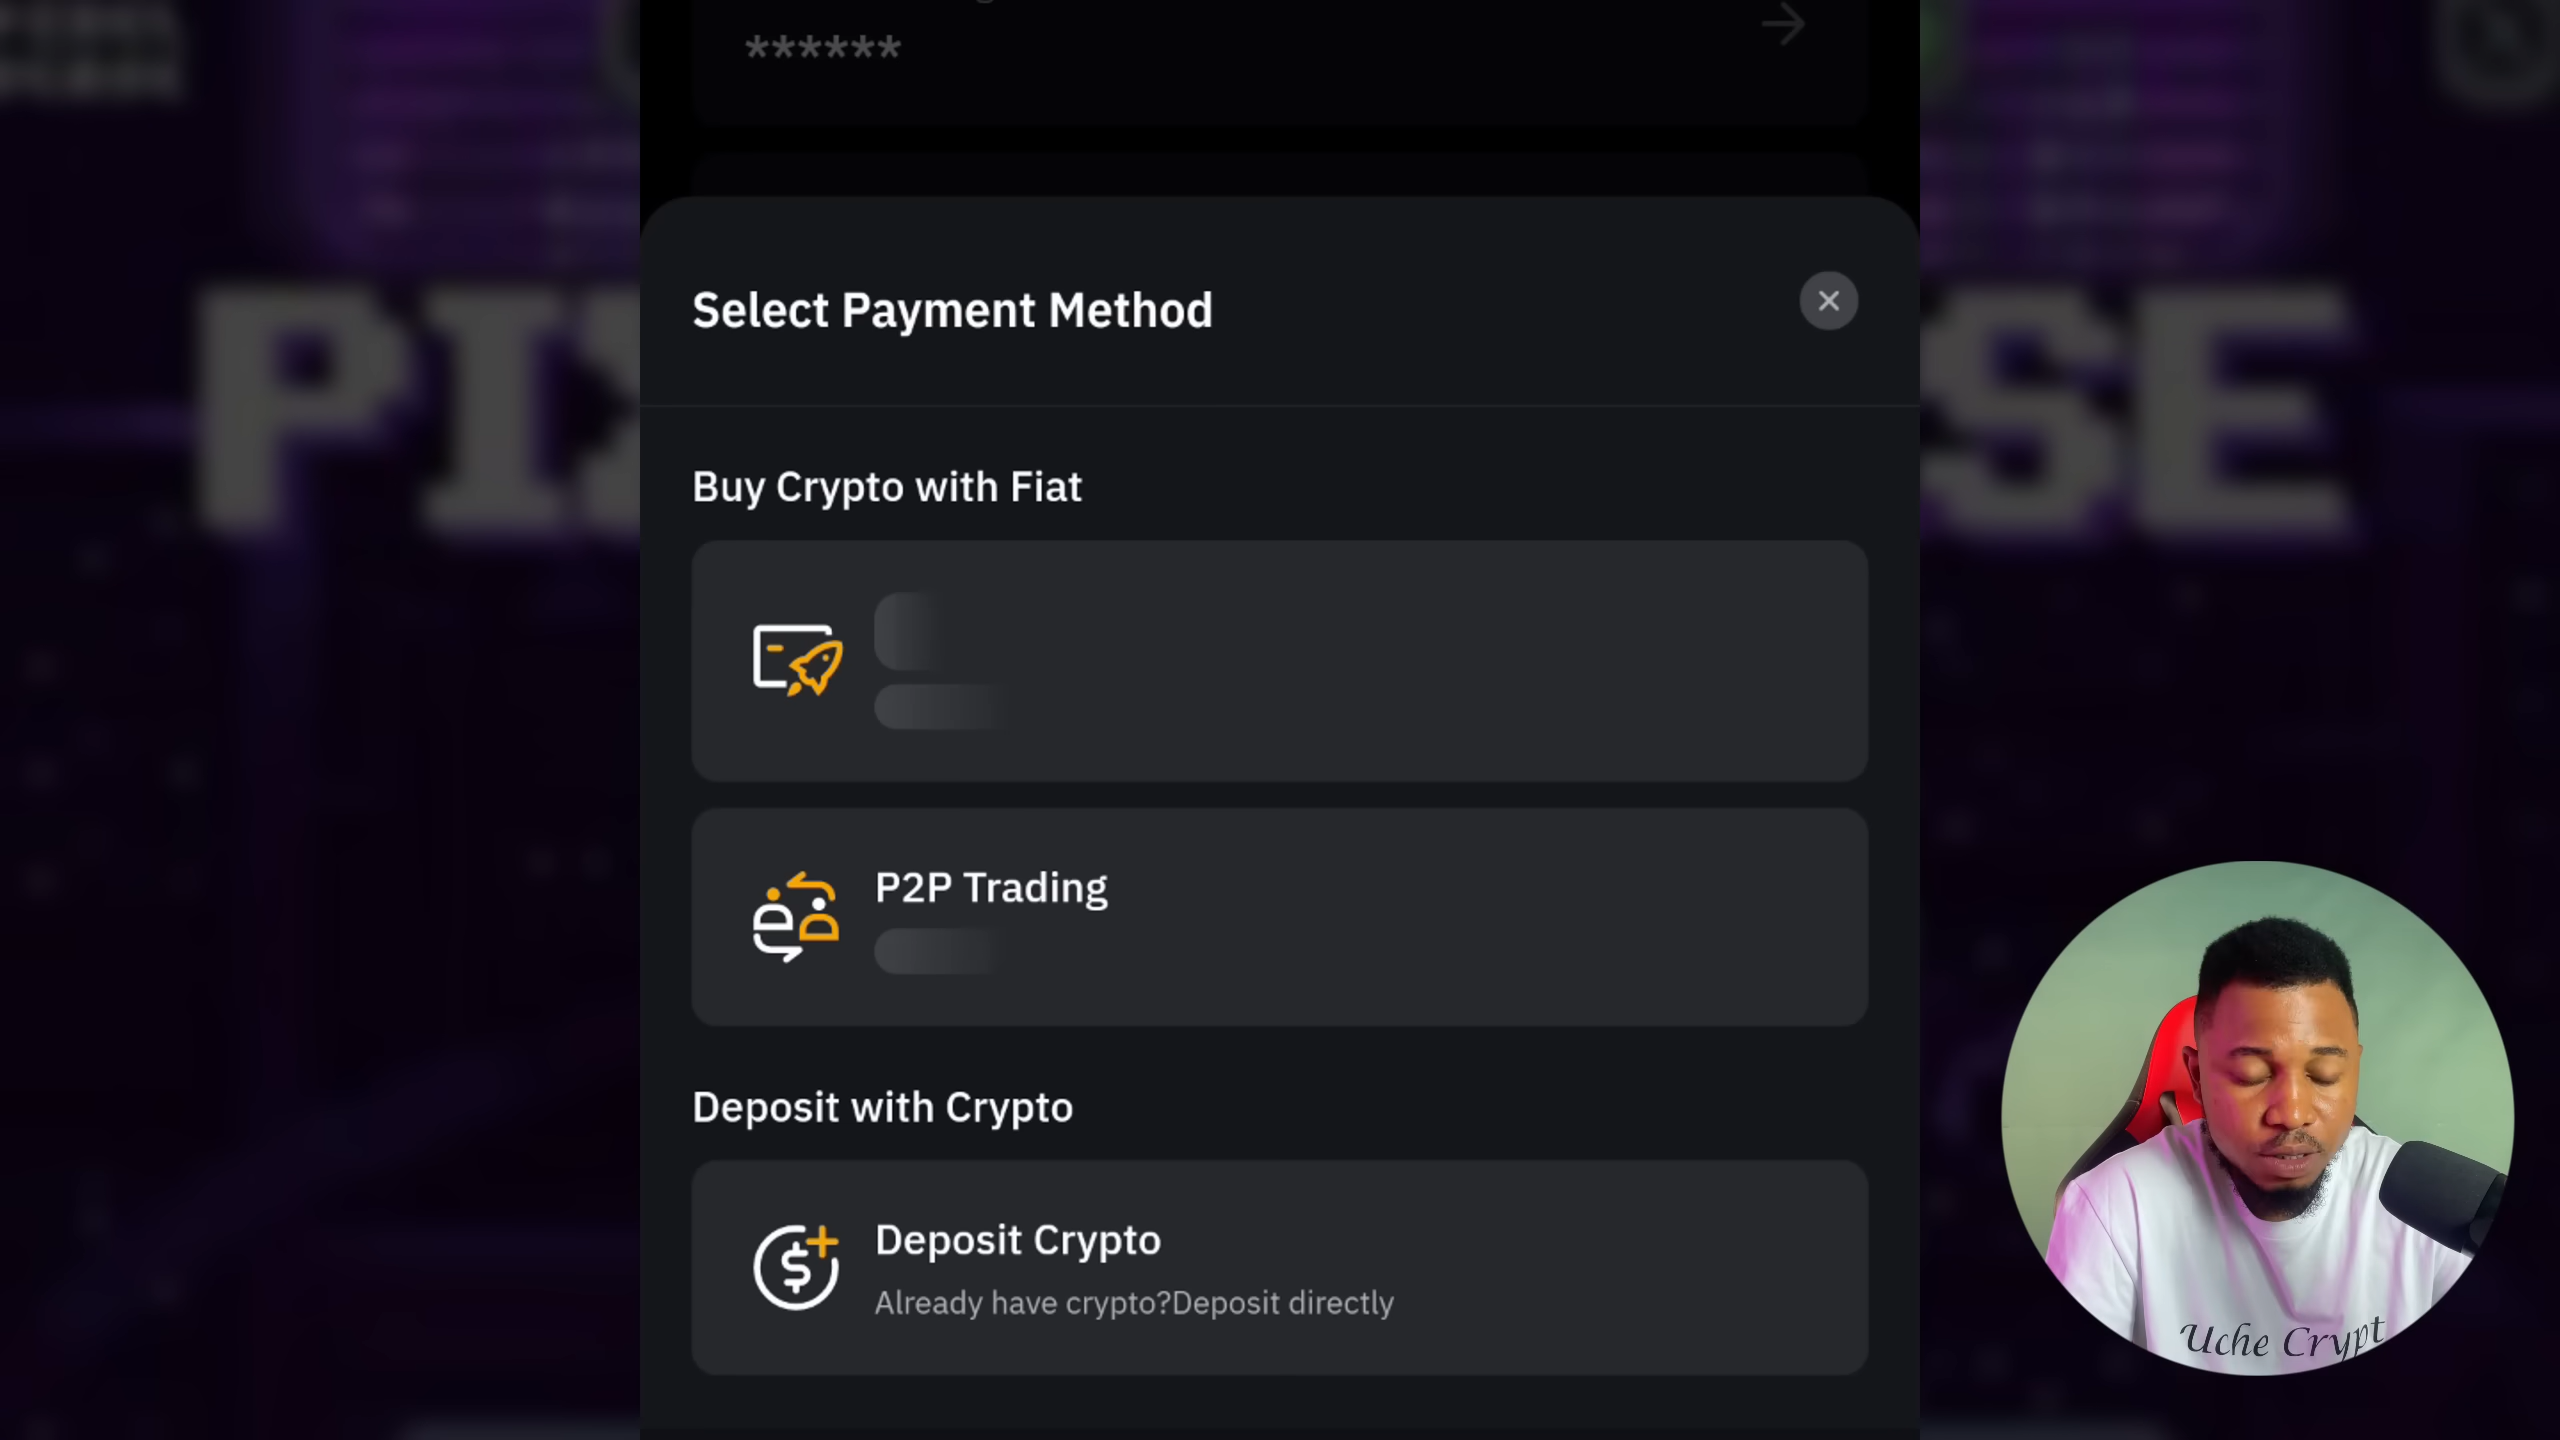 ******
Select Payment Method
Buy Crypto with Fiat
P2P Trading
Deposit with Crypto
Deposit Crypto
Already have crypto?Deposit directly
Uche Crypt